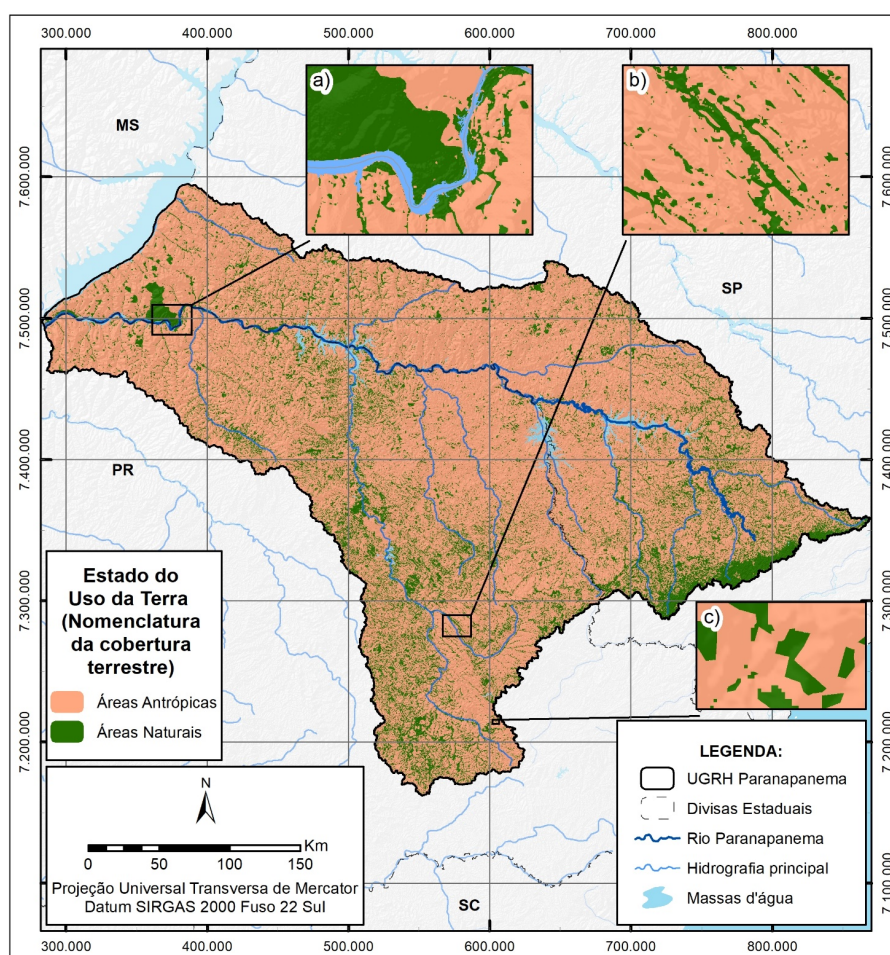 300.000
400.000
500.000
600.000
700.000
800.000
a)
b)
MS
SP
PR
7.600.000
7.600.000
7.500.000
7.500.000
7.400.000
7.400.000
7.300.000
7.300.000
7.200.000
7.200.000
7.100.000
7.100.000
Estado do
Uso da Terra
(Nomenclatura
da cobertura
terrestre)
Áreas Antrópicas
Áreas Naturais
c)
N
Km
0
50
100
150
Projeção Universal Transversa de Mercator
Datum SIRGAS 2000 Fuso 22 Sul
SC
LEGENDA:
UGRH Paranapanema
Divisas Estaduais
Rio Paranapanema
Hidrografia principal
Massas d'água
300.000
400.000
500.000
600.000
700.000
800.000